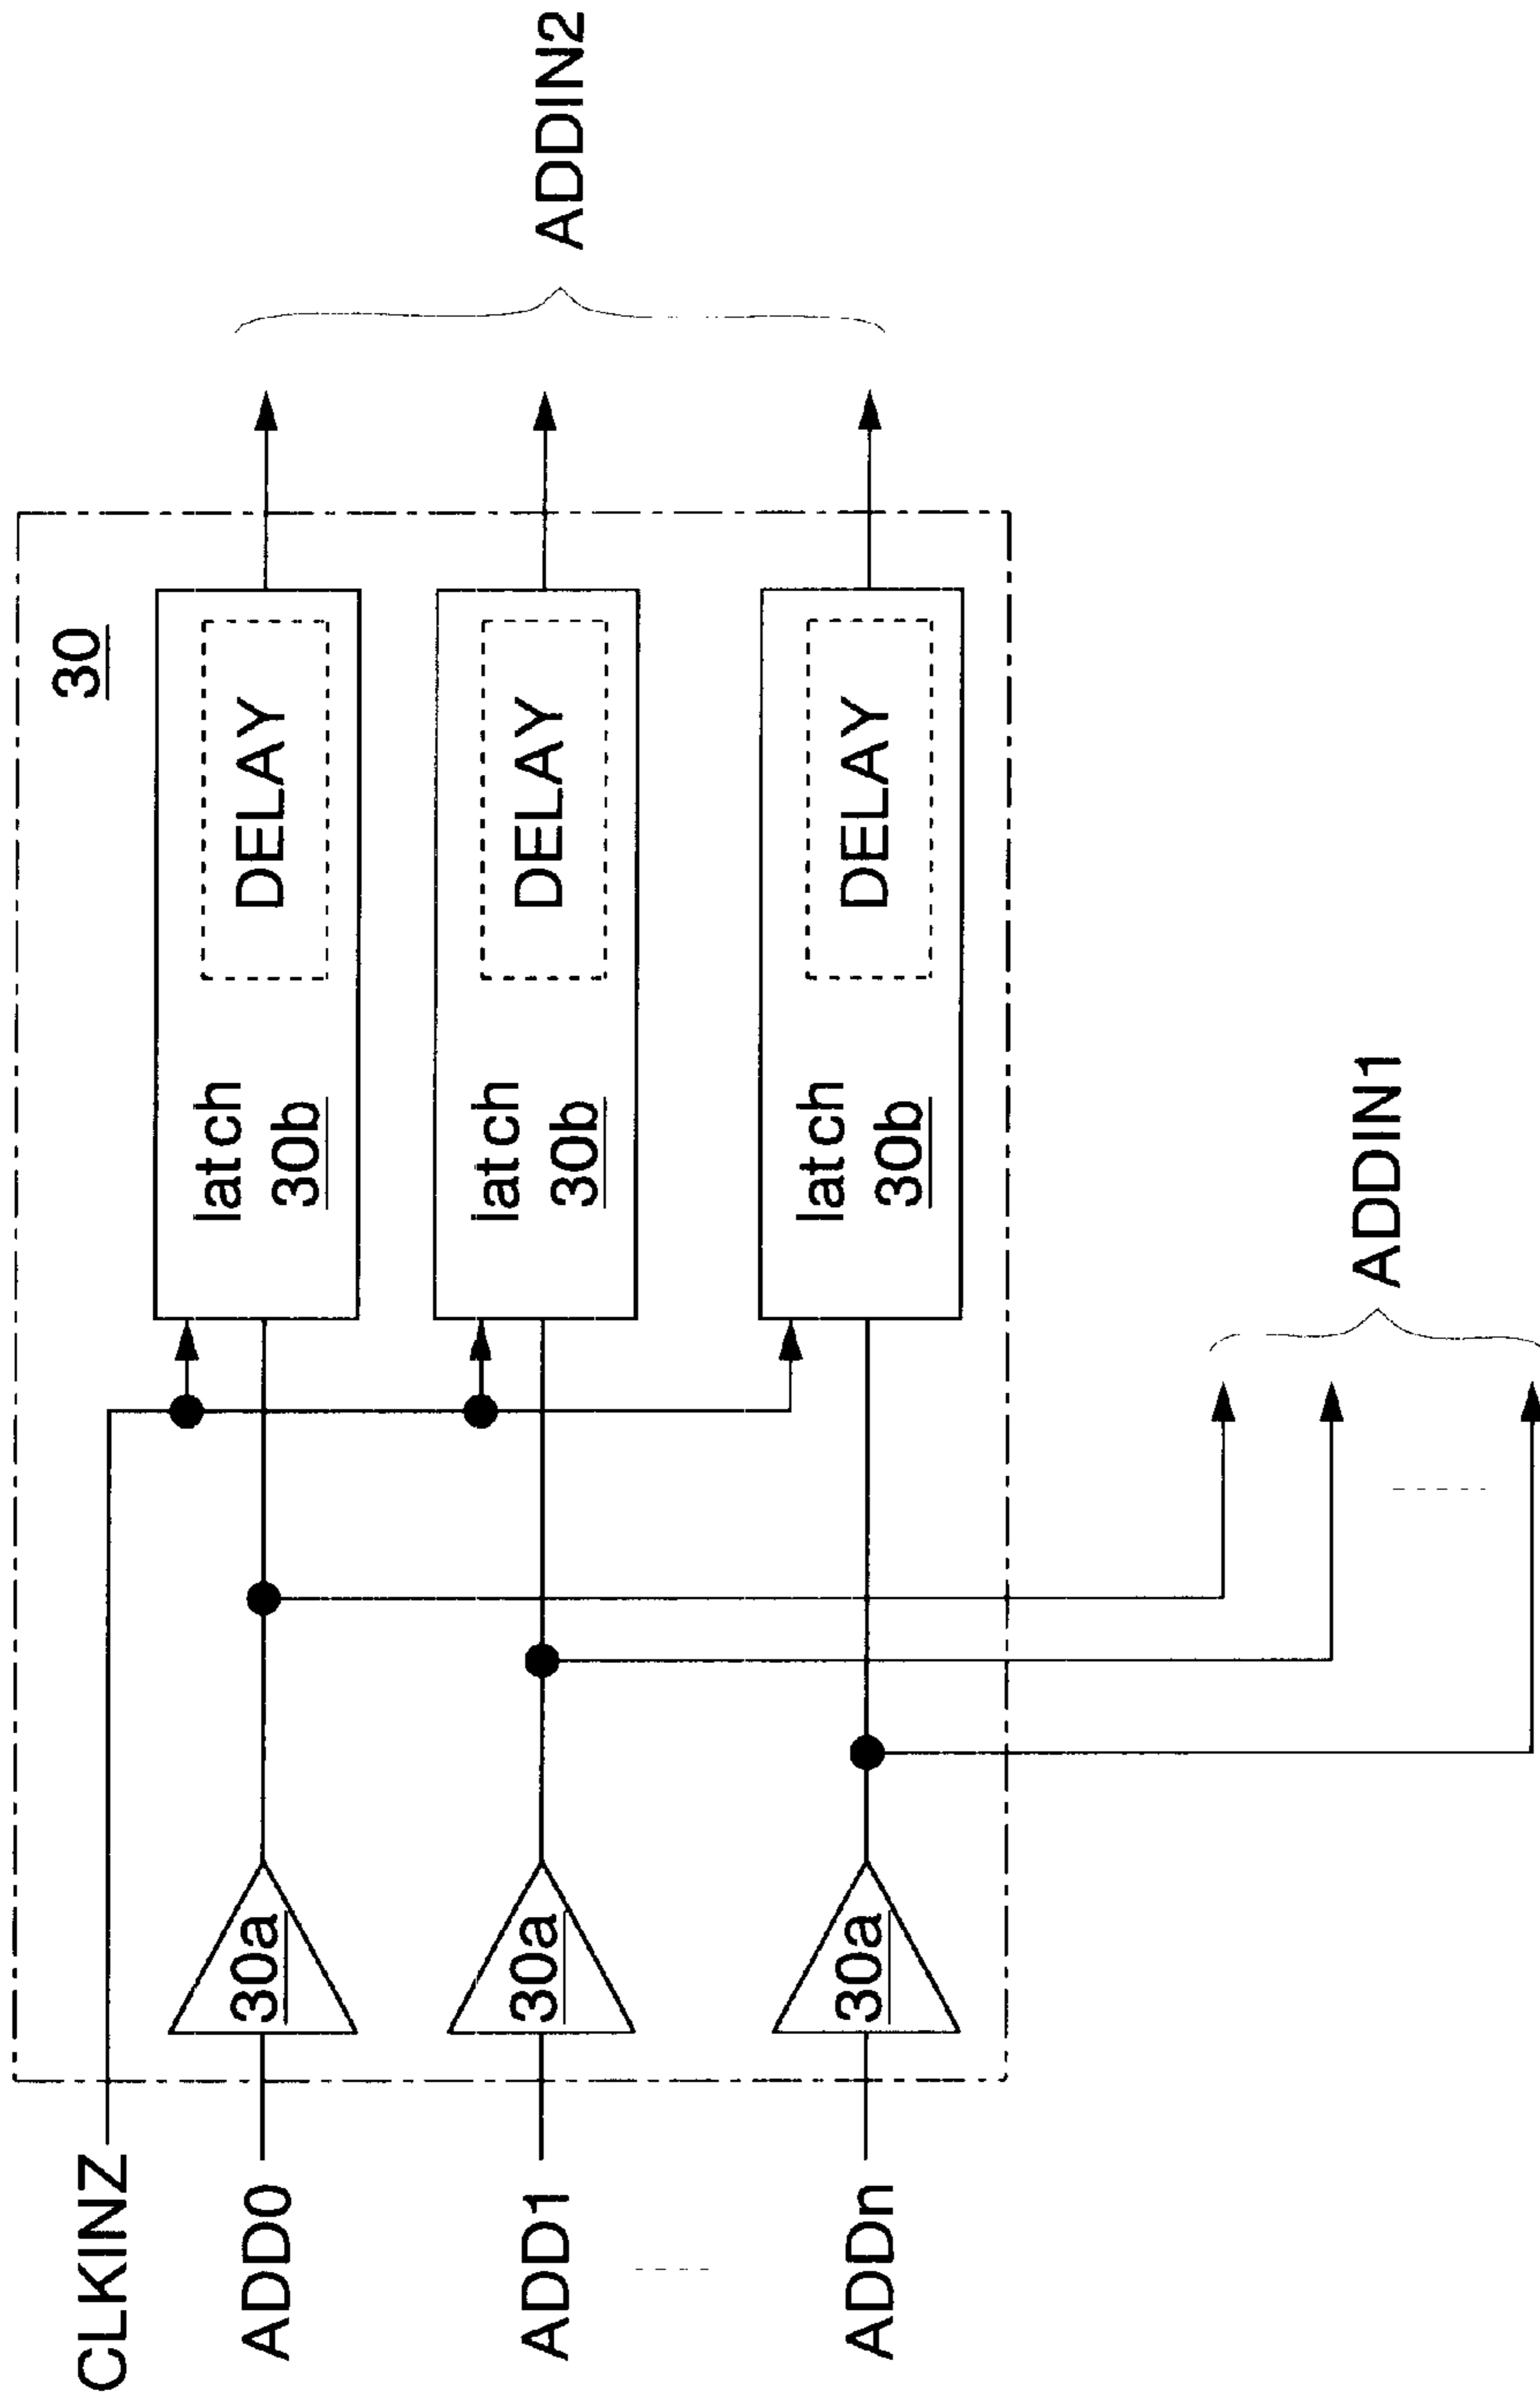 30
CLKINZ
ADD0
30a
latch
30b
DELAY
ADD1
30a
latch
30b
DELAY
ADDIN2
ADDn
30a
latch
30b
DELAY
ADDIN1